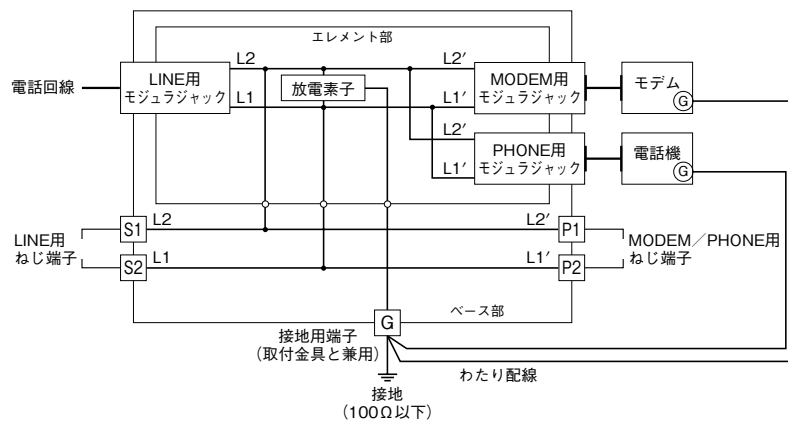 エレメント部
電話回線
LINE用
モジュラジャック
L2
L1
放電素子
L2′
L1′
MODEM用
モジュラジャック
モデム
G
L2′
L1′
PHONE用
モジュラジャック
電話機
G
LINE用
ねじ端子
S1
L2
L2′
P1
S2
L1
L1′
P2
MODEM／PHONE用
ねじ端子
ベース部
接地用端子
（取付金具と兼用）
G
わたり配線
接地
（100Ω以下）